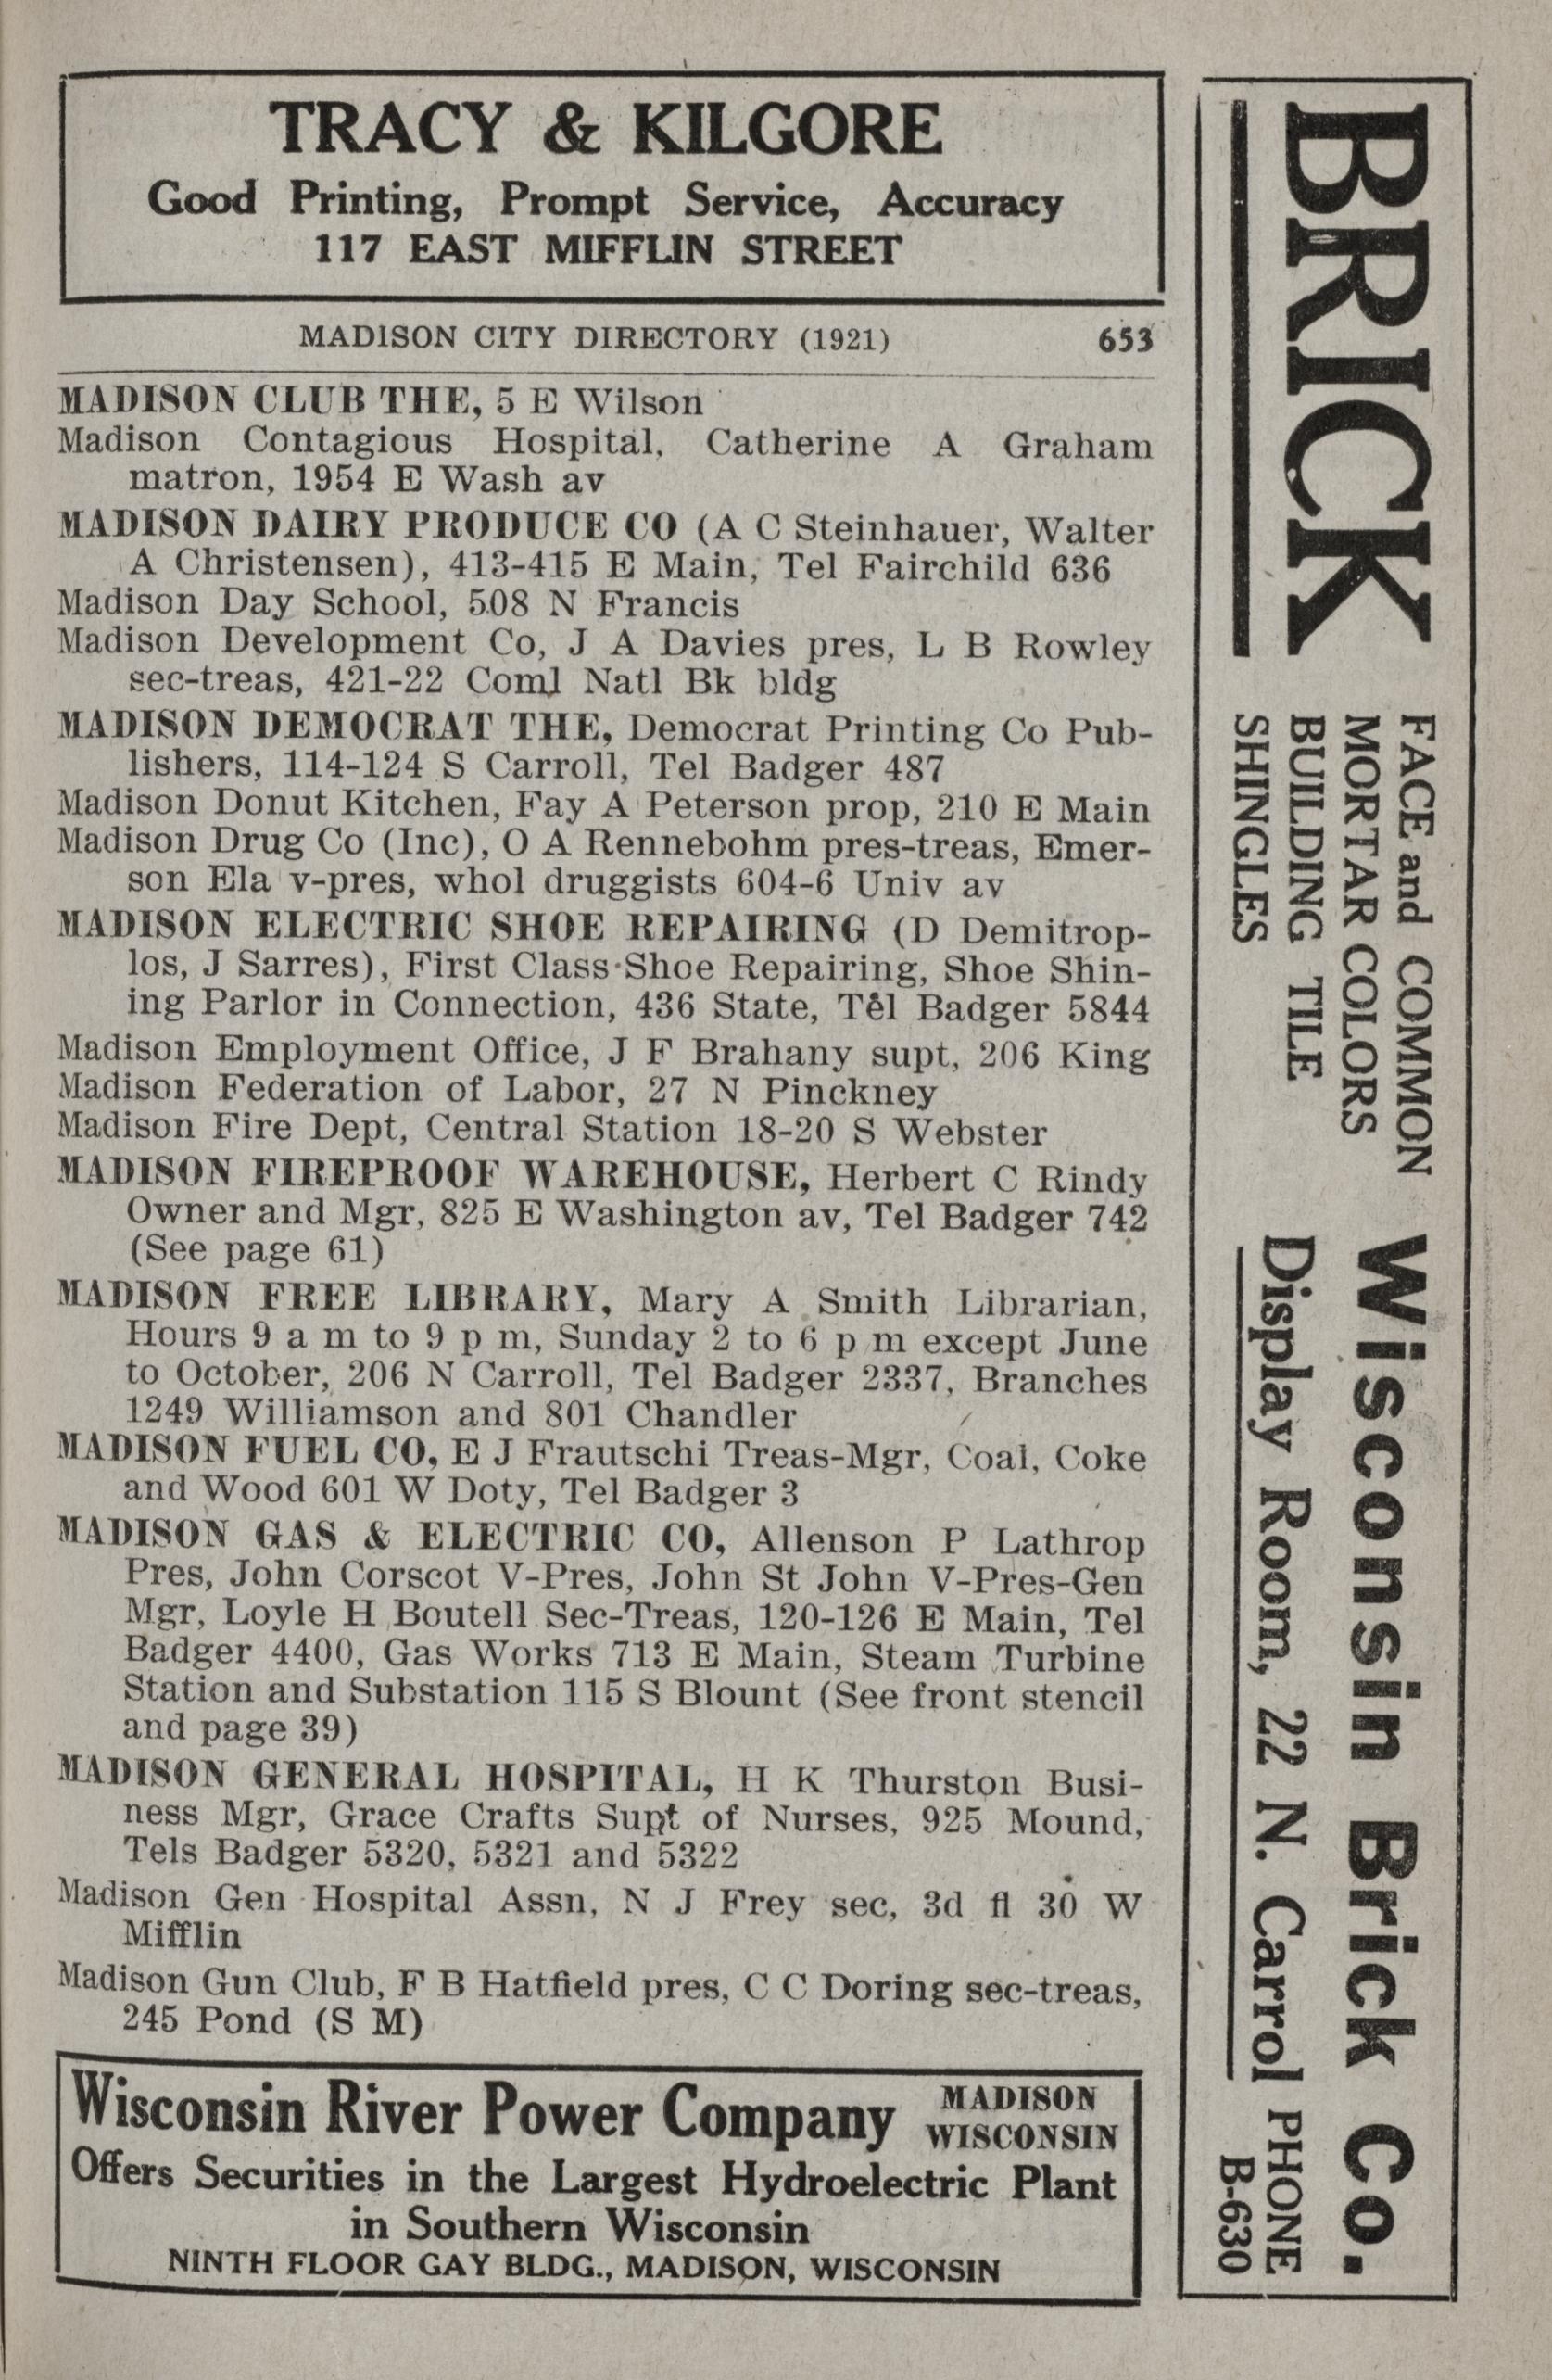 TRACY & KILGORE
Good Printing, Prompt Service, Accuracy
117 EAST MIFFLIN STREET
MADISON CITY DIRECTORY (1921) 653
MADISON CLUB THE, 5 E Wilson
Madison Contagious Hospital, Catherine A Graham
matron, 1954 E Wash av
MADISON DAIRY PRODUCE CO (A C Steinhauer, Walter
A Christensen), 413-415 E Main, Tel Fairchild 636
Madison Day School, 508 N Francis
Madison Development Co, J A Davies pres, L B Rowley
sec-treas, 421-22 Coml Natl Bk bldg
MADISON DEMOCRAT THE, Democrat Printing Co Pub-
lishers, 114-124 S Carroll, Tel Badger 487
Madison Donut Kitchen, Fay A Peterson prop, 210 E Main
Madison Drug Co (Inc), O A Rennebohm pres-treas, Emer-
son Ela v-pres, whol druggists 604-6 Univ av
MADISON ELECTRIC SHOE REPAIRING (D Demitrop-
los, J Sarres), First Class Shoe Repairing, Shoe Shin-
ing Parlor in Connection, 436 State, Tel Badger 5844
Madison Employment Office, J F Brahany supt, 206 King
Madison Federation of Labor, 27 N Pinckney
Madison Fire Dept, Central Station 18-20 S Webster
MADISON FIREPROOF WAREHOUSE, Herbert C Rindy
Owner and Mgr, 825 E Washington av, Tel Badger 742
(See page 61)
MADISON FREE LIBRARY, Mary A Smith Librarian,
Hours 9 a m to 9 p m, Sunday 2 to 6 p m except June
to October, 206 N Carroll, Tel Badger 2337, Branches
1249 Williamson and 801 Chandler
MADISON FUEL CO, E J Frautschi Treas-Mgr, Coal, Coke
and Wood 601 W Doty, Tel Badger 3
MADISON GAS & ELECTRIC CO, Allenson P Lathrop
Pres, John Corscot V-Pres, John St John V-Pres-Gen
Mgr, Loyle H Boutell Sec-Treas, 120-126 E Main, Tel
Badger 4400, Gas Works 713 E Main, Steam Turbine
Station and Substation 115 S Blount (See front stencil
and page 39)
MADISON GENERAL HOSPITAL, H K Thurston Busi-
ness Mgr, Grace Crafts Supt of Nurses, 925 Mound,
Tels Badger 5320, 5321 and 5322
Madison Gen Hospital Assn, N J Frey sec, 3d fl 30 W
Mifflin
Madison Gun Club, F B Hatfield pres, C C Doring sec-treas,
245 Pond (S M)
Wisconsin River Power Company MADISON
WISCONSIN
Offers Securities in the Largest Hydroelectric Plant
in Southern Wisconsin
NINTH FLOOR GAY BLDG., MADISON, WISCONSIN
BRICK
FACE and COMMON
MORTAR COLORS
BUILDING TILE
SHINGLES
Wisconsin Brick Co.
Display Room, 22 N. Carrol
PHONE
B-630